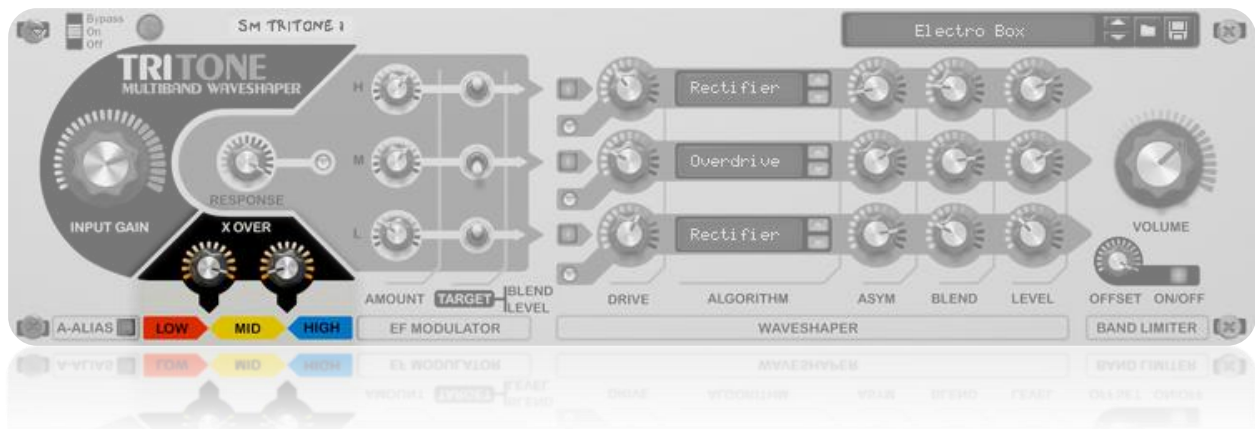 Bypass
On
Off
SM TRITONE 1
Electro Box
TRITONE
MULTIBAND WAVESHAPER
H
Rectifier
M
Overdrive
RESPONSE
INPUT GAIN
X OVER
L
Rectifier
VOLUME
AMOUNT TARGET BLEND
LEVEL
DRIVE ALGORITHM ASYM BLEND LEVEL OFFSET ON/OFF
A-ALIAS LOW MID HIGH EF MODULATOR WAVESHAPER BAND LIMITER